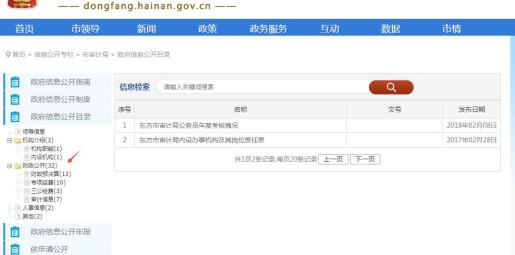 —— dongfang.hainan.gov.cn ——
首页 市领导 新闻 政策 政务服务 互动 数据 市情
首页 > 信息公开专栏 > 市审计局 > 政府信息公开目录
政府信息公开指南
政府信息公开制度
政府信息公开目录
领导信息
机构介绍(2)
机构职能(1)
内设机构(1)
财政公开(32)
财政预决算(12)
专项经费(10)
三公经费(3)
审计信息(7)
人事信息(2)
其他(2)
政府信息公开年报
依申请公开
信息检索 请输入关键词搜索
序号 名称 文号 发布日期
1 东方市审计局公务员年度考核情况 2018年02月08日
2 东方市审计局内设办事机构及其岗位责任表 2017年02月28日
共1页2条记录,每页20条记录 上一页 下一页